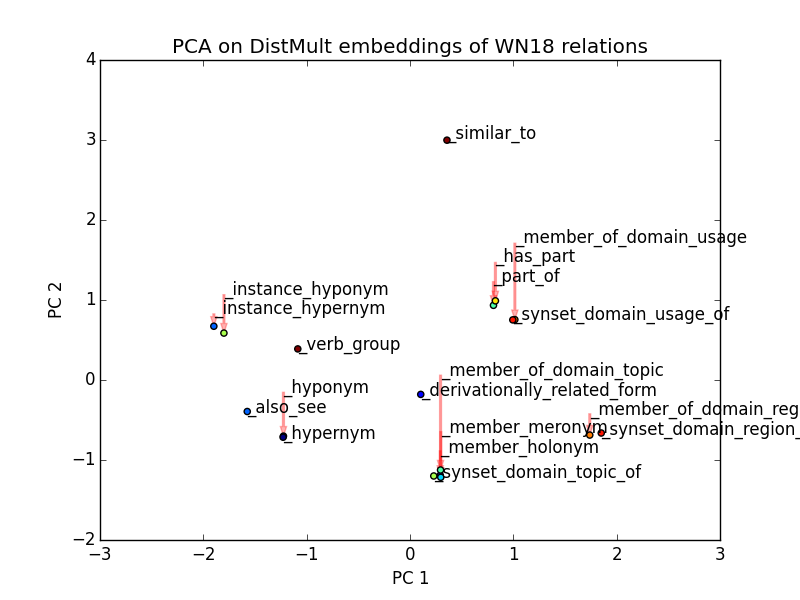 PCA on DistMult embeddings of WN18 relations
4
3
2
1
0
−1
−2
PC 2
_similar_to
_member_of_domain_usage
_has_part
_part_of
_instance_hyponym
_instance_hypernym
_synset_domain_usage_of
_verb_group
_member_of_domain_topic
_hyponym
_derivationally_related_form
_also_see
_member_of_domain_reg
_hypernym
_member_meronym
_synset_domain_region_
_member_holonym
_synset_domain_topic_of
−3 −2 −1 0 1 2 3
PC 1